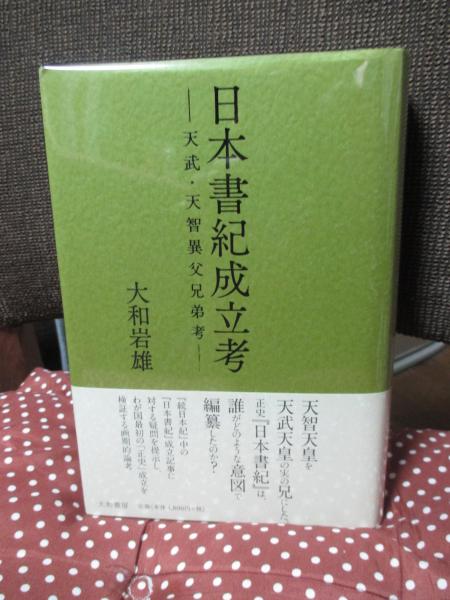 日本書紀成立考
―天武・天智異父兄弟考―
大和岩雄
天智天皇を
天武天皇の実の兄にした、
正史『日本書紀』は、
誰がどのような意図で
編纂したのか?
『続日本紀』中の
『日本書紀』成立記事に
対する疑問を提示し、
わが国最初の「正史」成立を
検証する画期的論考。
大和書房